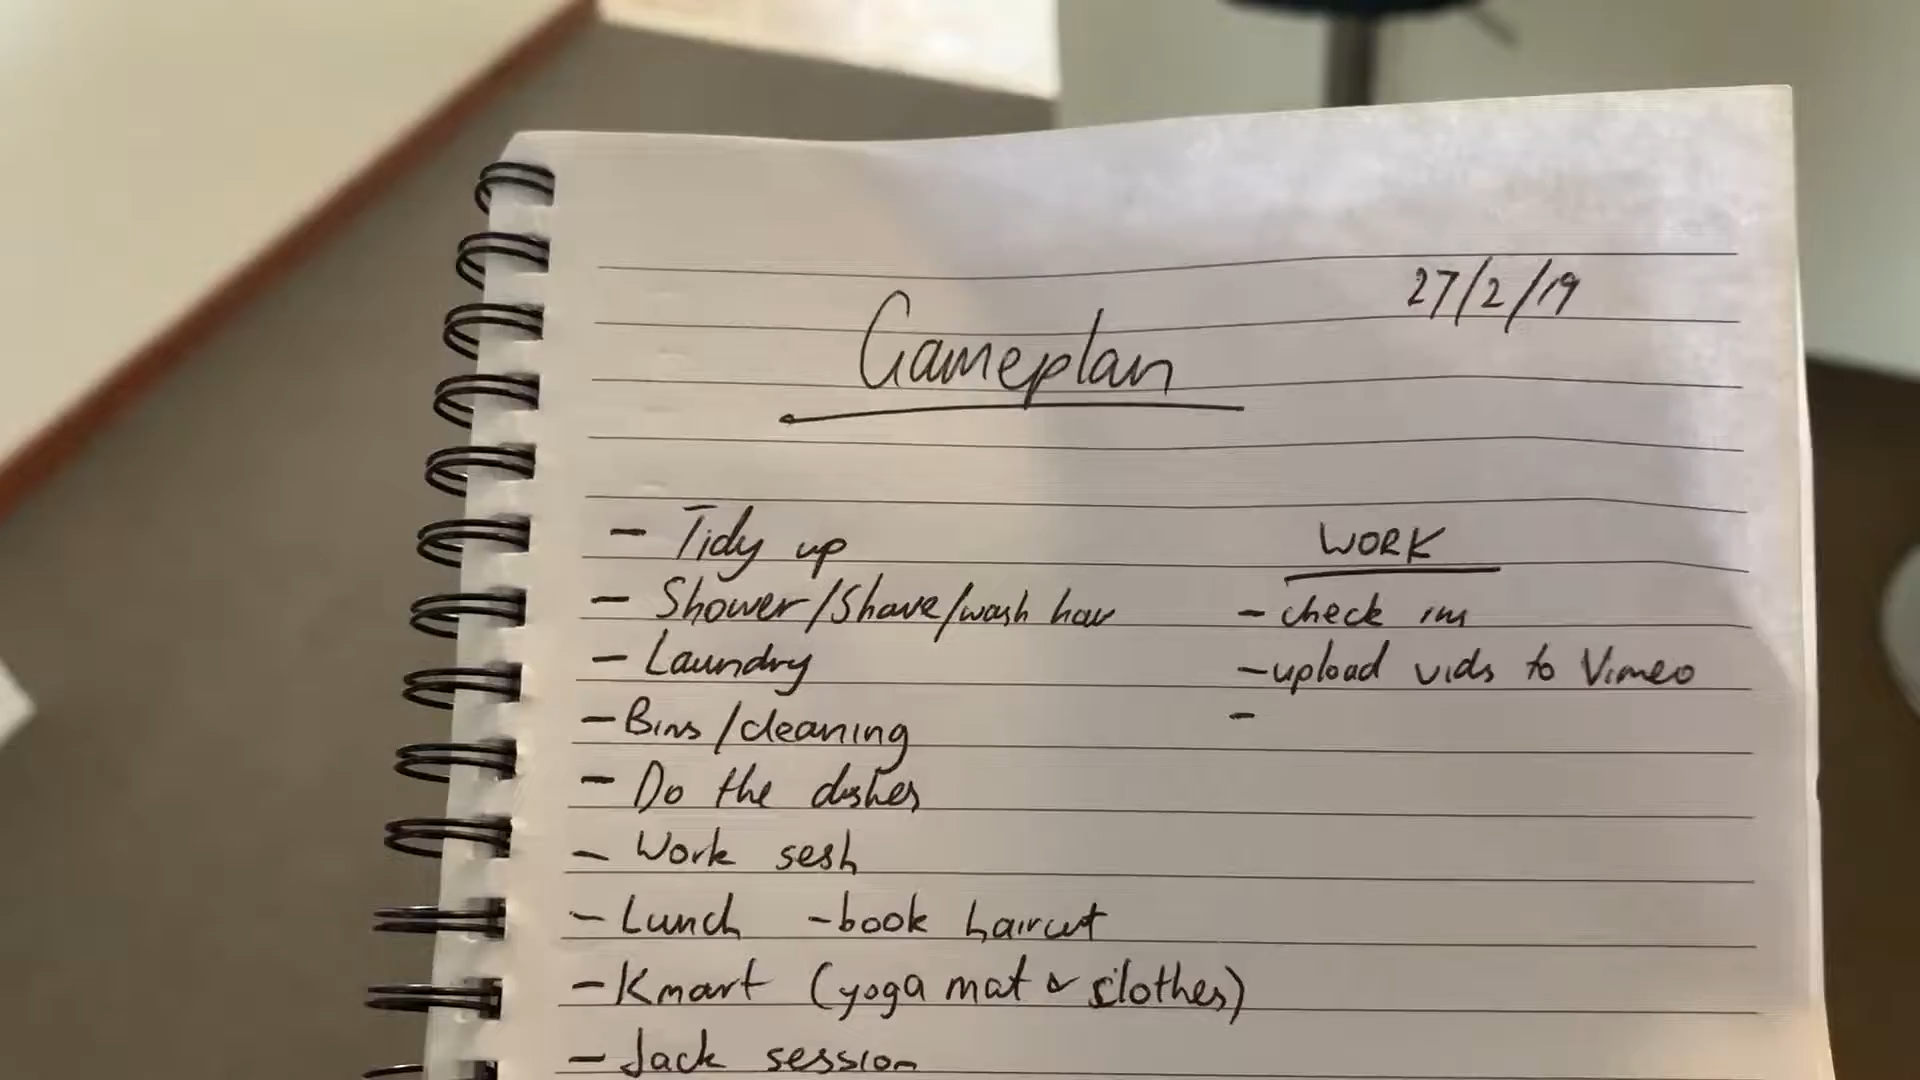 27/2/19
Gameplan
- Tidy up
- Shower/Shave/wash hair
- Laundry
- Bins/cleaning
- Do the dishes
- Work sesh
- Lunch - book haircut
- Kmart (yoga mat & clothes)
- Jack session
WORK
- check ins
- upload vids to Vimeo
-